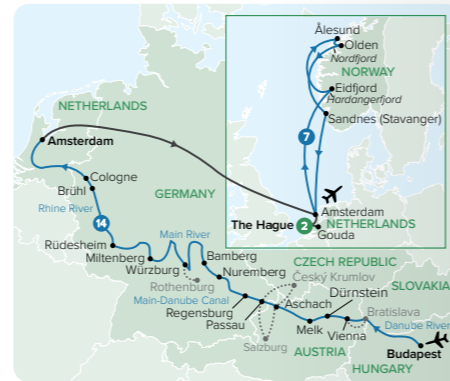 Ålesund
Olden
Nordfjord
NORWAY
Eidfjord
Hardangerfjord
Sandnes (Stavanger)
7
Amsterdam
The Hague 2 NETHERLANDS
Gouda
NETHERLANDS
Amsterdam
Cologne
Brühl
GERMANY
Rhine River
14
Main River
Rüdesheim
Miltenberg
Würzburg
Bamberg
Rothenburg
Nuremberg
CZECH REPUBLIC
Český Krumlov
Main-Danube Canal
SLOVAKIA
Regensburg
Passau
Aschach
Dürnstein
Bratislava
Melk
Vienna
Danube River
Salzburg
AUSTRIA
Budapest
HUNGARY